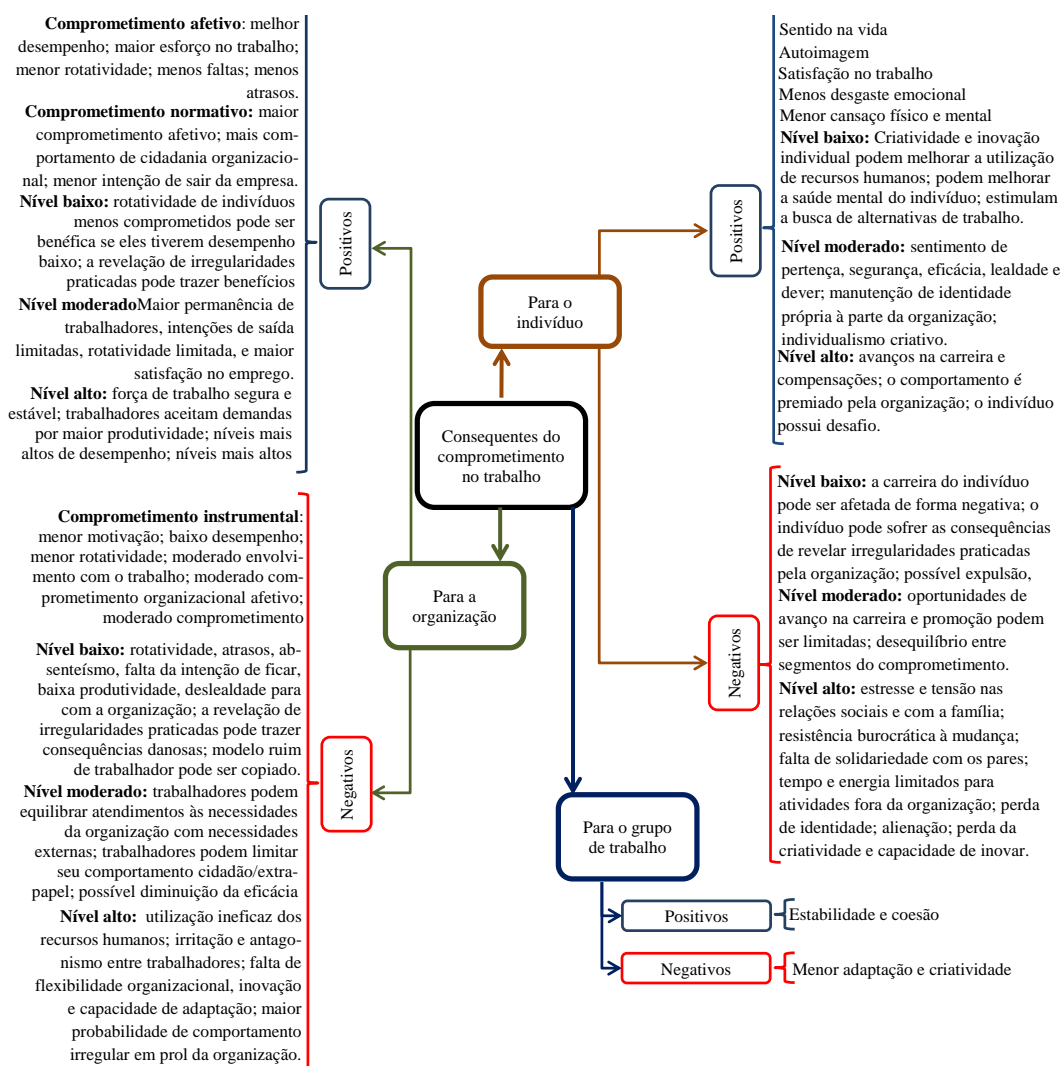 Comprometimento afetivo: melhor
desempenho; maior esforço no trabalho;
menor rotatividade; menos faltas; menos
atrasos.
Comprometimento normativo: maior
comprometimento afetivo; mais com-
portamento de cidadania organizacio-
nal; menor intenção de sair da empresa.
Nível baixo: rotatividade de indivíduos
menos comprometidos pode ser
benéfica se eles tiverem desempenho
baixo; a revelação de irregularidades
praticadas pode trazer benefícios
Nível moderadoMaior permanência de
trabalhadores, intenções de saída
limitadas, rotatividade limitada, e maior
satisfação no emprego.
Nível alto: força de trabalho segura e
estável; trabalhadores aceitam demandas
por maior produtividade; níveis mais
altos de desempenho; níveis mais altos
Positivos
Comprometimento instrumental:
menor motivação; baixo desempenho;
menor rotatividade; moderado envolvi-
mento com o trabalho; moderado com-
prometimento organizacional afetivo;
moderado comprometimento
Nível baixo: rotatividade, atrasos, ab-
senteísmo, falta da intenção de ficar,
baixa produtividade, deslealdade para
com a organização; a revelação de
irregularidades praticadas pode trazer
consequências danosas; modelo ruim
de trabalhador pode ser copiado.
Nível moderado: trabalhadores podem
equilibrar atendimentos às necessidades
da organização com necessidades
externas; trabalhadores podem limitar
seu comportamento cidadão/extra-
papel; possível diminuição da eficácia
Nível alto: utilização ineficaz dos
recursos humanos; irritação e antago-
nismo entre trabalhadores; falta de
flexibilidade organizacional, inovação
e capacidade de adaptação; maior
probabilidade de comportamento
irregular em prol da organização.
Negativos
Para o
indivíduo
Consequentes do
comprometimento
no trabalho
Para a
organização
Para o grupo
de trabalho
Positivos
Sentido na vida
Autoimagem
Satisfação no trabalho
Menos desgaste emocional
Menor cansaço físico e mental
Nível baixo: Criatividade e inovação
individual podem melhorar a utilização
de recursos humanos; podem melhorar
a saúde mental do indivíduo; estimulam
a busca de alternativas de trabalho.
Nível moderado: sentimento de
pertença, segurança, eficácia, lealdade e
dever; manutenção de identidade
própria à parte da organização;
individualismo criativo.
Nível alto: avanços na carreira e
compensações; o comportamento é
premiado pela organização; o indivíduo
possui desafio.
Negativos
Nível baixo: a carreira do indivíduo
pode ser afetada de forma negativa; o
indivíduo pode sofrer as consequências
de revelar irregularidades praticadas
pela organização; possível expulsão,
Nível moderado: oportunidades de
avanço na carreira e promoção podem
ser limitadas; desequilíbrio entre
segmentos do comprometimento.
Nível alto: estresse e tensão nas
relações sociais e com a família;
resistência burocrática à mudança;
falta de solidariedade com os pares;
tempo e energia limitados para
atividades fora da organização; perda
de identidade; alienação; perda da
criatividade e capacidade de inovar.
Positivos
Estabilidade e coesão
Negativos
Menor adaptação e criatividade